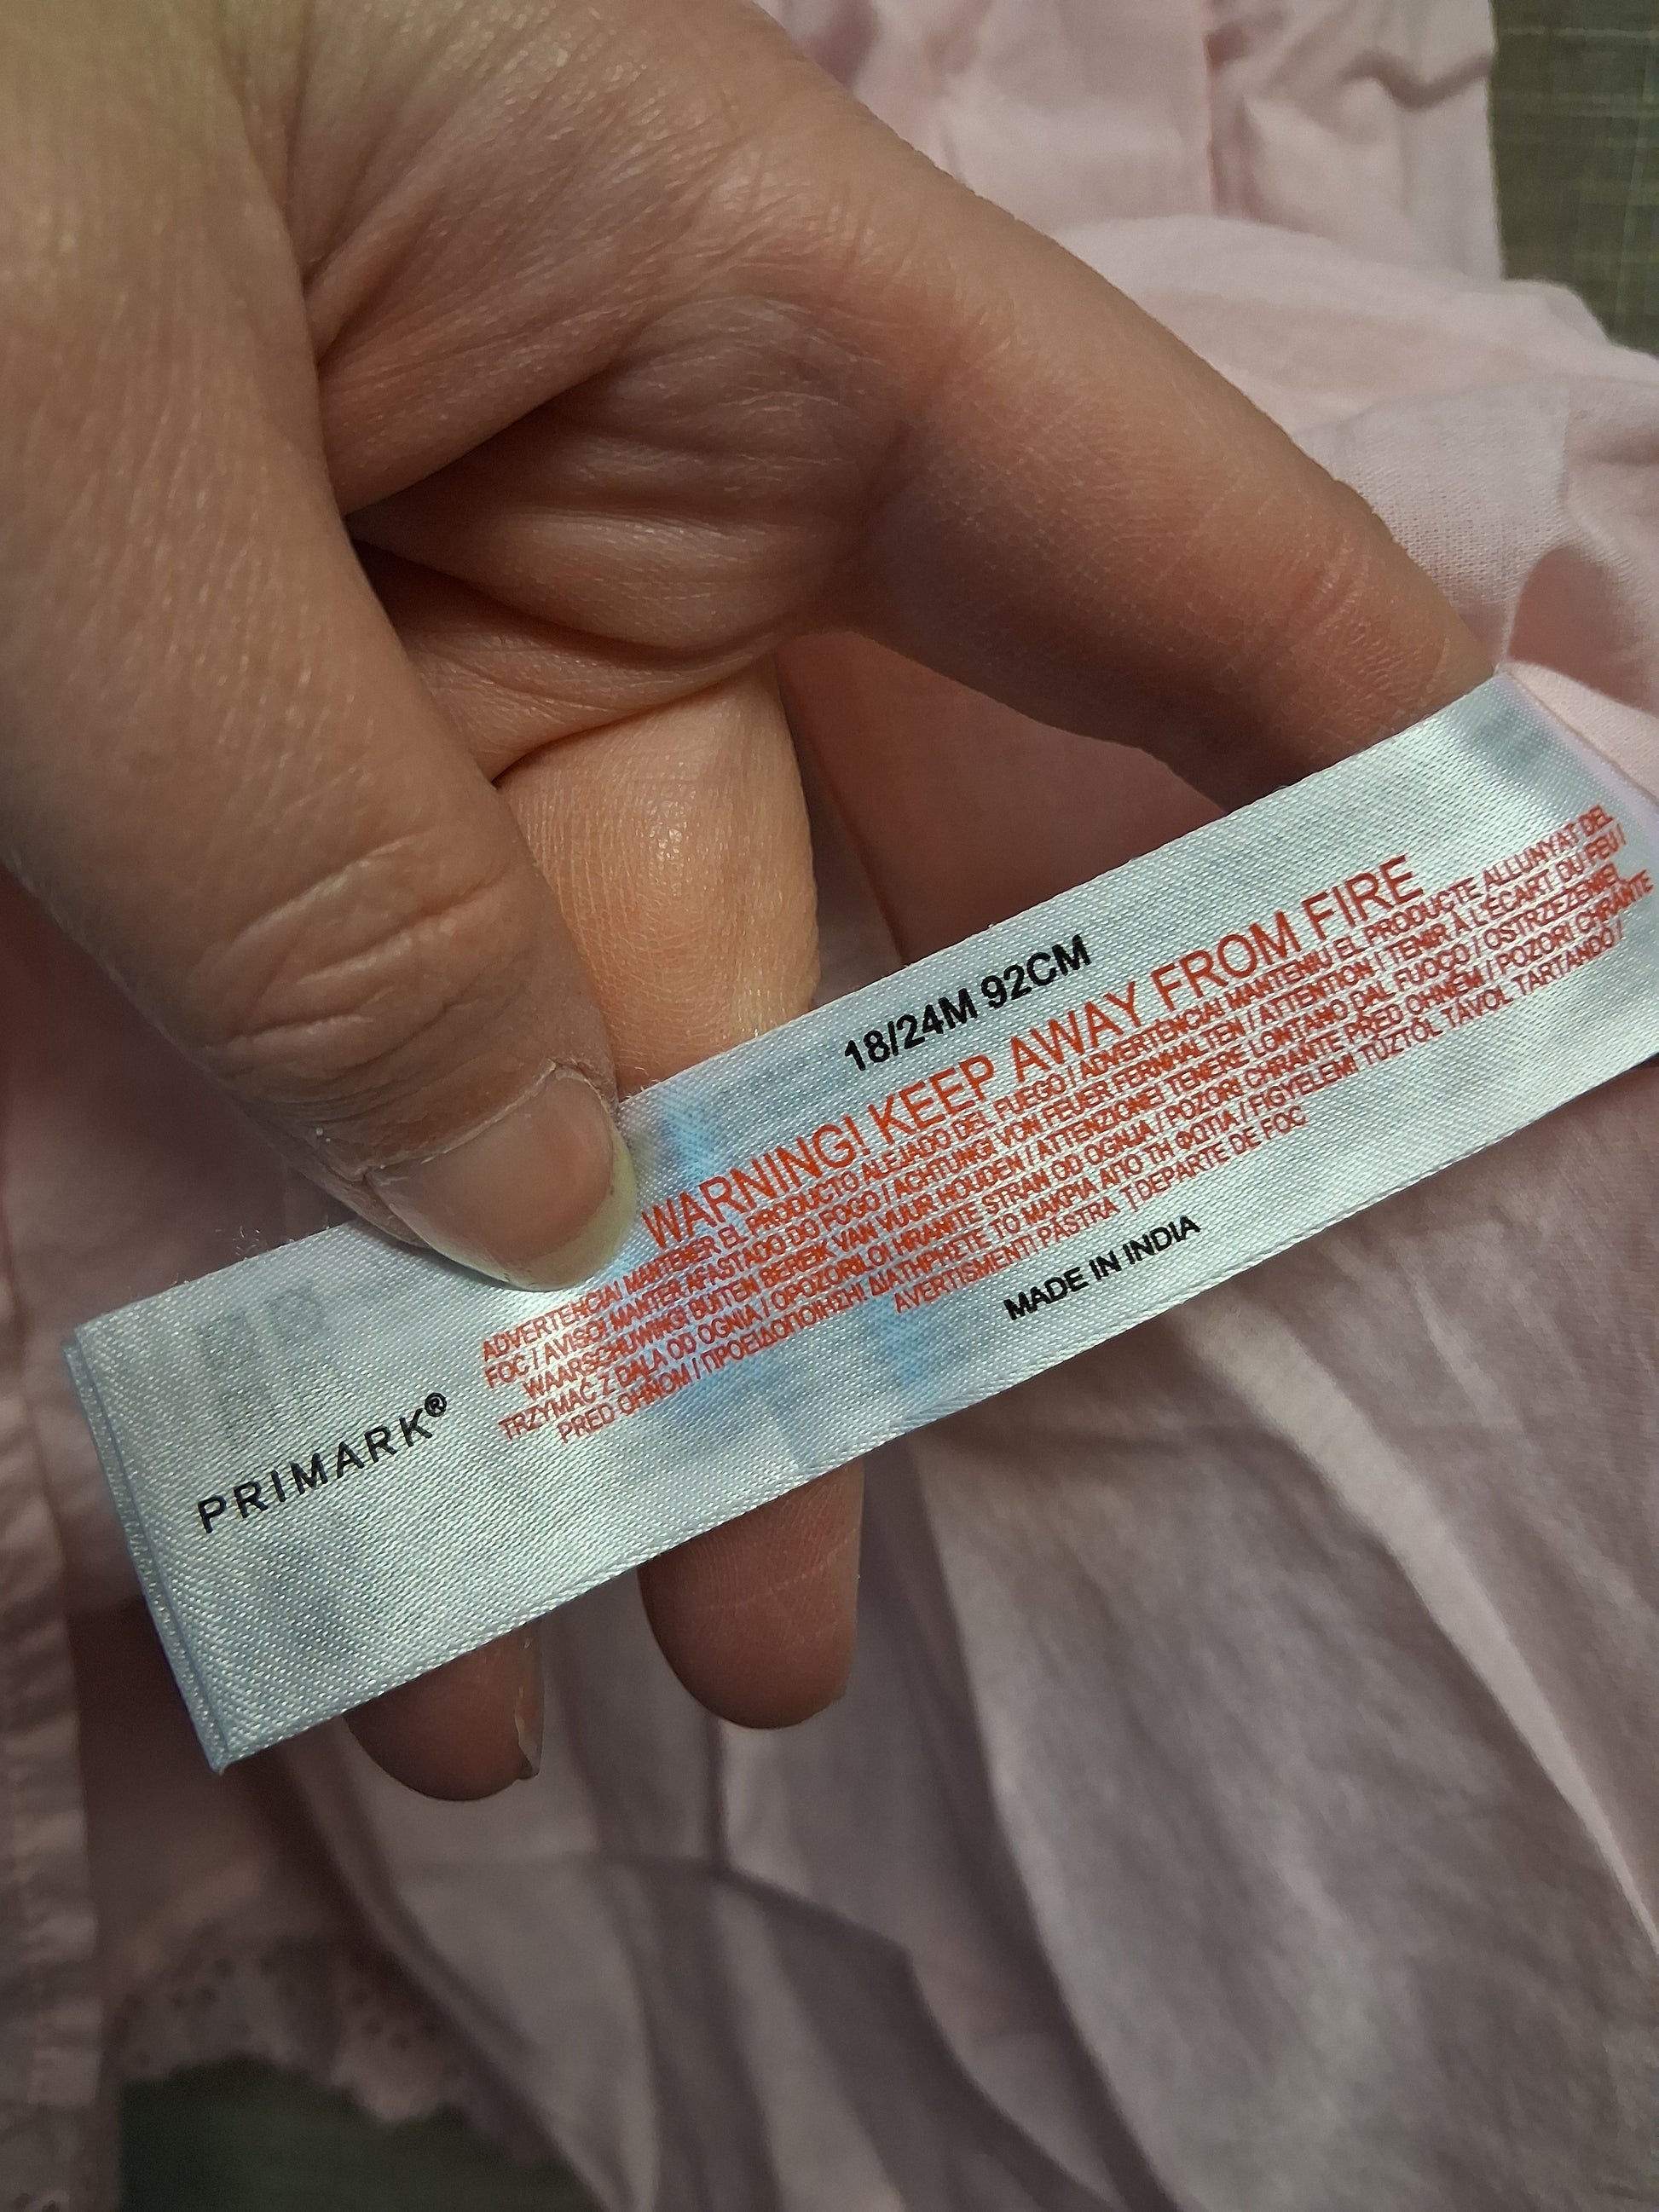 18/24M 92CM
WARNING! KEEP AWAY FROM FIRE
ADVERTENCIA! MANTENER EL PRODUCTO ALEJADO DEL FUEGO / ADVERTÈNCIA! MANTENIU EL PRODUCTE ALLUNYAT DEL
FOC / AVISO! MANTER AFASTADO DO FOGO / ACHTUNG! VON FEUER FERNHALTEN / ATTENTION ! TENIR À L'ÉCART DU FEU /
WAARSCHUWING! BUITEN BEREIK VAN VUUR HOUDEN / ATTENZIONE! TENERE LONTANO DAL FUOCO / OSTRZEŻENIE!
TRZYMAĆ Z DALA OD OGNIA / OPOZORILO! HRANITE STRAN OD OGNJA / POZOR! CHRAŇTE PŘED OHNĚM / POZOR! CHRÁŇTE
PRED OHŇOM / ΠΡΟΕΙΔΟΠΟΙΗΣΗ! ΔΙΑΤΗΡΗΣΤΕ ΤΟ ΜΑΚΡΙΑ ΑΠΟ ΤΗ ΦΩΤΙΑ / FIGYELEM! TŰZTŐL TÁVOL TARTANDÓ /
AVERTISMENT! PASTRA ȚI DEPARTE DE FOC
MADE IN INDIA
PRIMARK®